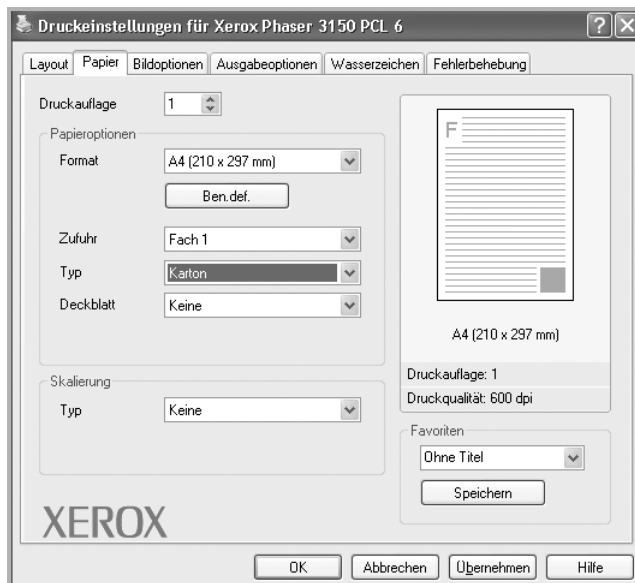 Druckeinstellungen für Xerox Phaser 3150 PCL 6
Layout Papier Bildoptionen Ausgabeoptionen Wasserzeichen Fehlerbehebung
Druckauflage 1
Papieroptionen
Format A4 (210 x 297 mm)
Ben.def.
Zufuhr Fach 1
Typ Karton
Deckblatt Keine
Skalierung
Typ Keine
XEROX
F
A4 (210 x 297 mm)
Druckauflage: 1
Druckqualität: 600 dpi
Favoriten
Ohne Titel
Speichern
OK Abbrechen Übernehmen Hilfe